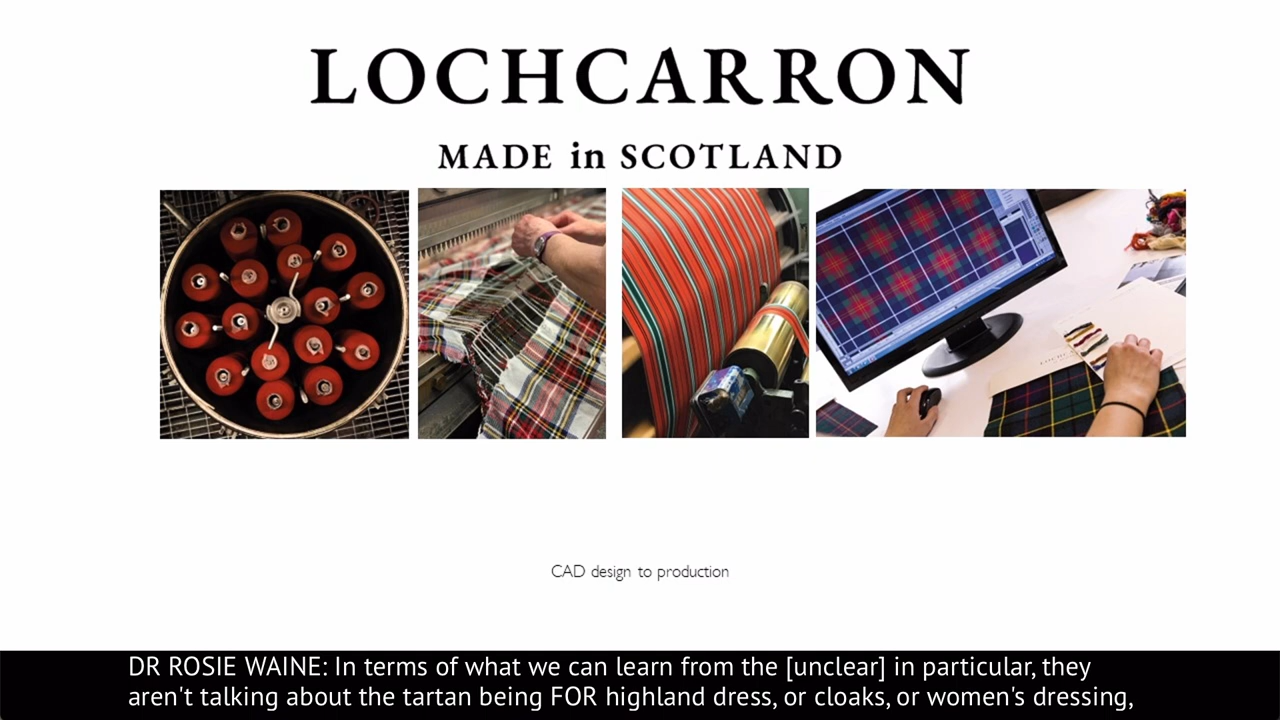 LOCHCARRON
MADE in SCOTLAND
CAD design to production
DR ROSIE WAINE: In terms of what we can learn from the [unclear] in particular, they
aren't talking about the tartan being FOR highland dress, or cloaks, or women's dressing,